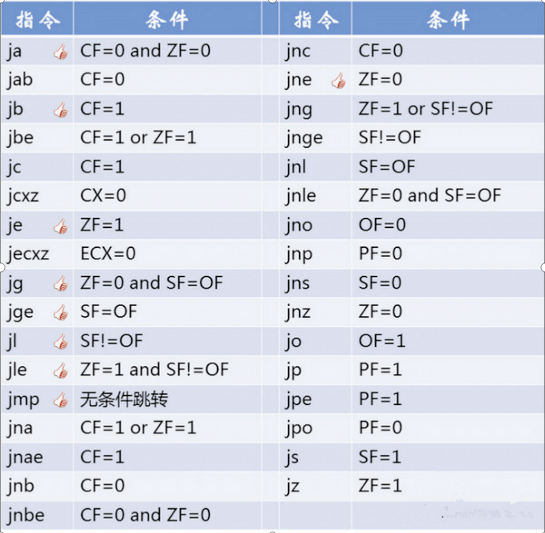 指令 条件
ja CF=0 and ZF=0
jab CF=0
jb CF=1
jbe CF=1 or ZF=1
jc CF=1
jcxz CX=0
je ZF=1
jecxz ECX=0
jg ZF=0 and SF=OF
jge SF=OF
jl SF!=OF
jle ZF=1 and SF!=OF
jmp 无条件跳转
jna CF=1 or ZF=1
jnae CF=1
jnb CF=0
jnbe CF=0 and ZF=0
指令 条件
jnc CF=0
jne ZF=0
jng ZF=1 or SF!=OF
jnge SF!=OF
jnl SF=OF
jnle ZF=0 and SF=OF
jno OF=0
jnp PF=0
jns SF=0
jnz ZF=0
jo OF=1
jp PF=1
jpe PF=1
jpo PF=0
js SF=1
jz ZF=1